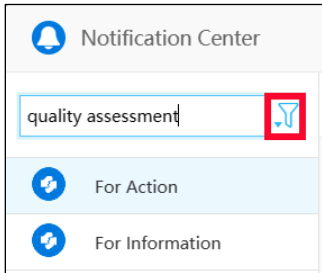 Notification Center
quality assessment
For Action
For Information